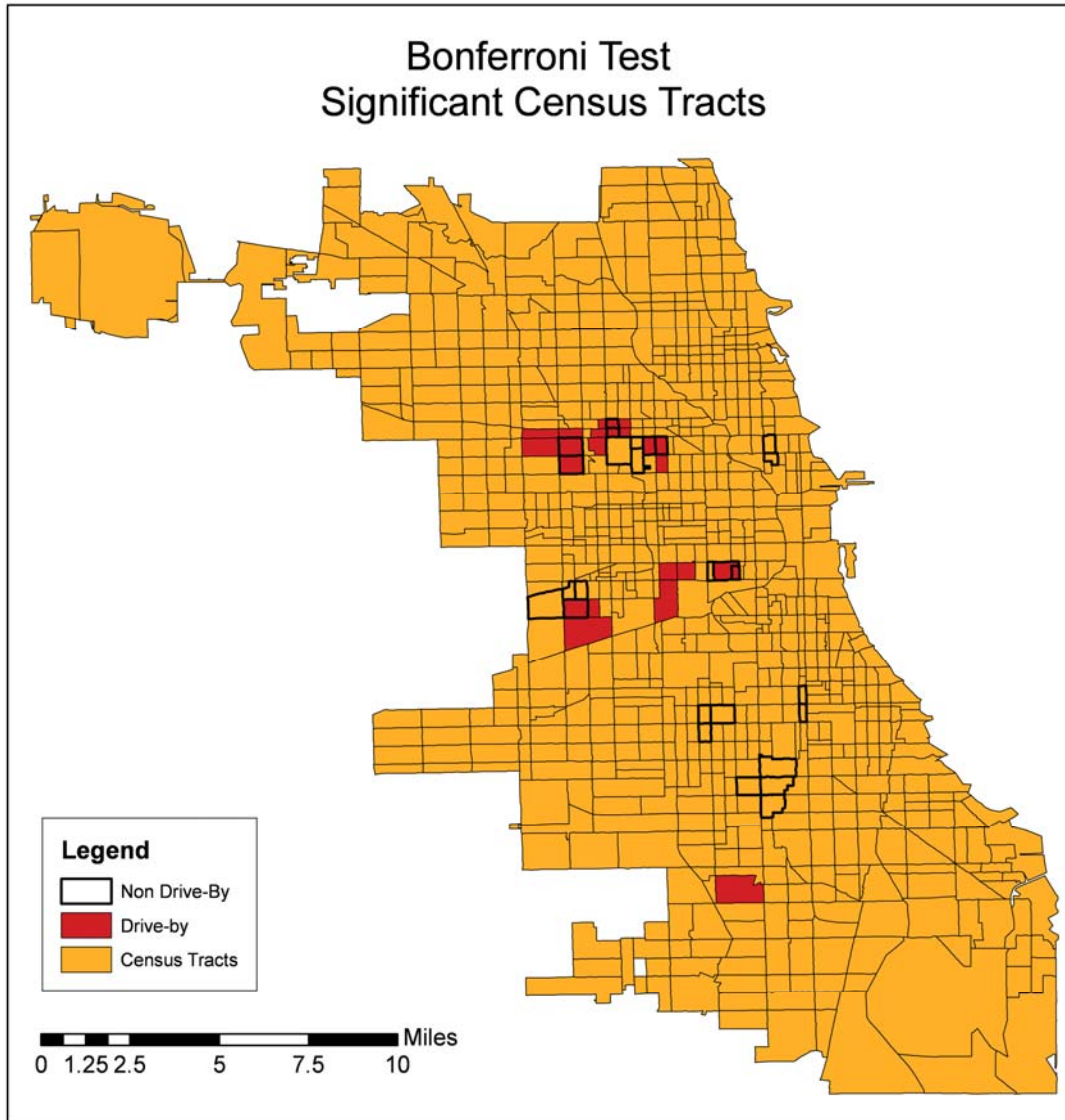 Bonferroni Test
Significant Census Tracts
Legend
Non Drive-By
Drive-by
Census Tracts
Miles
0 1.25 2.5 5 7.5 10